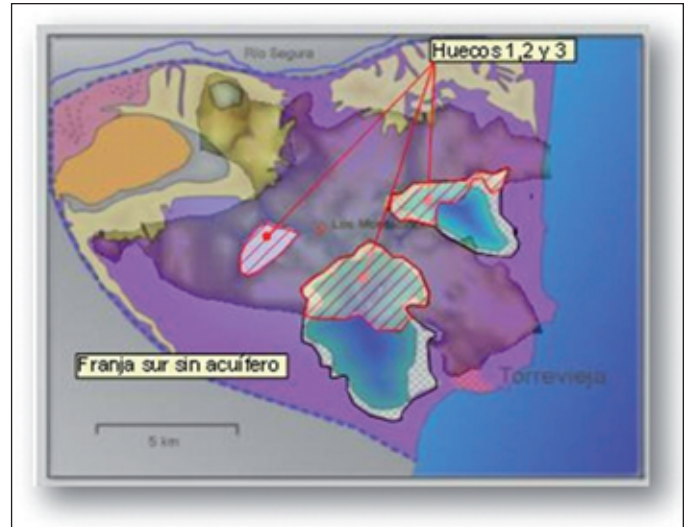 Río Segura
Huecos 1,2 y 3
Los Montesinos
Franja sur sin acuífero
Torrevieja
5 km